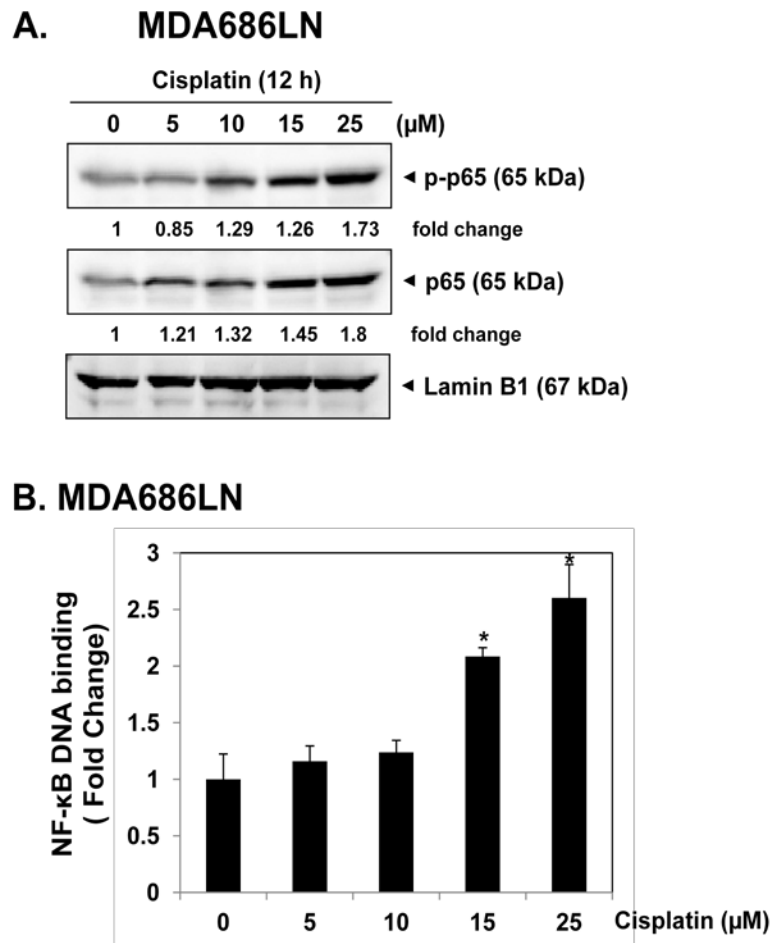 A. MDA686LN
Cisplatin (12 h)
0 5 10 15 25 (µM)
◄ p-p65 (65 kDa)
1 0.85 1.29 1.26 1.73 fold change
◄ p65 (65 kDa)
1 1.21 1.32 1.45 1.8 fold change
◄ Lamin B1 (67 kDa)
B. MDA686LN
NF-κB DNA binding
( Fold Change)
3
2.5
2
1.5
1
0.5
0
* *
0 5 10 15 25 Cisplatin (µM)